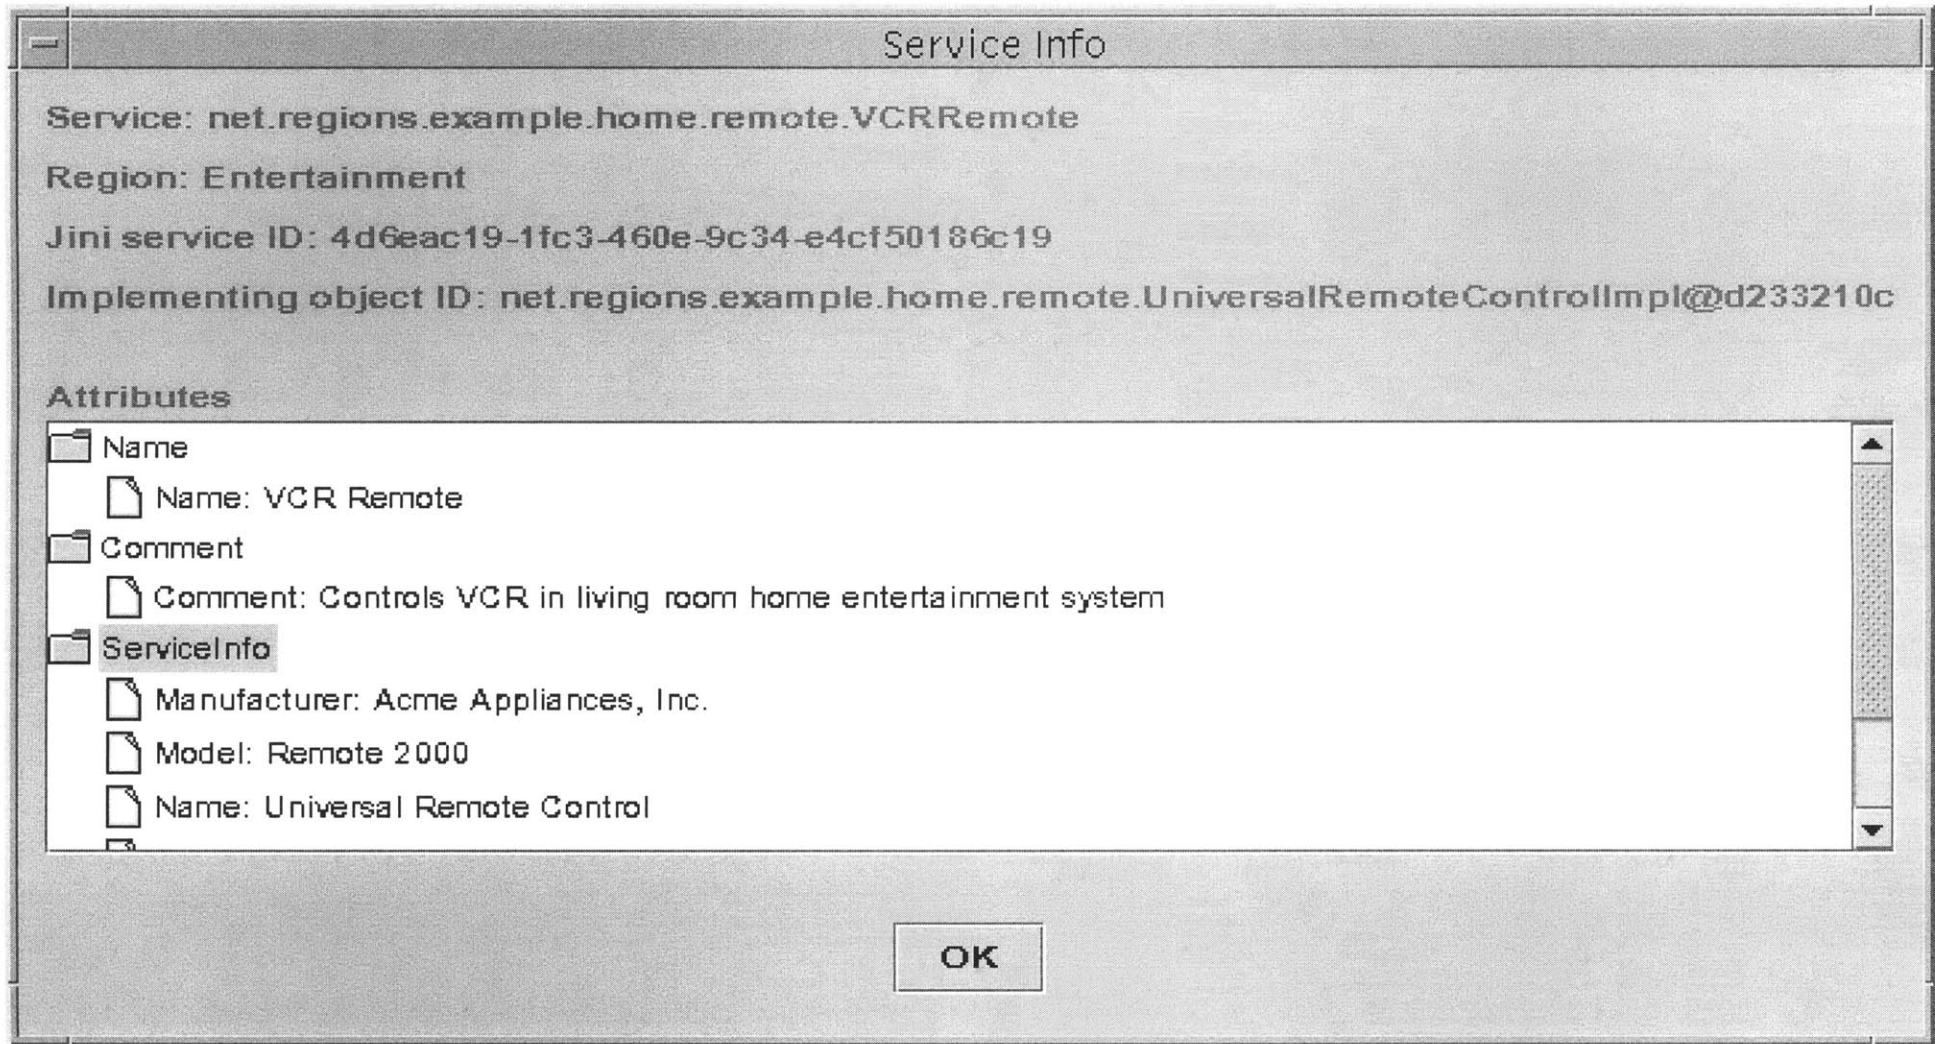 Service Info
Service: net.regions.example.home.remote.VCRRemote
Region: Entertainment
Jini service ID: 4d6eac19-1fc3-460e-9c34-e4cf50186c19
Implementing object ID: net.regions.example.home.remote.UniversalRemoteControlImpl@d233210c
Attributes
Name
Name: VCR Remote
Comment
Comment: Controls VCR in living room home entertainment system
ServiceInfo
Manufacturer: Acme Appliances, Inc.
Model: Remote 2000
Name: Universal Remote Control
OK